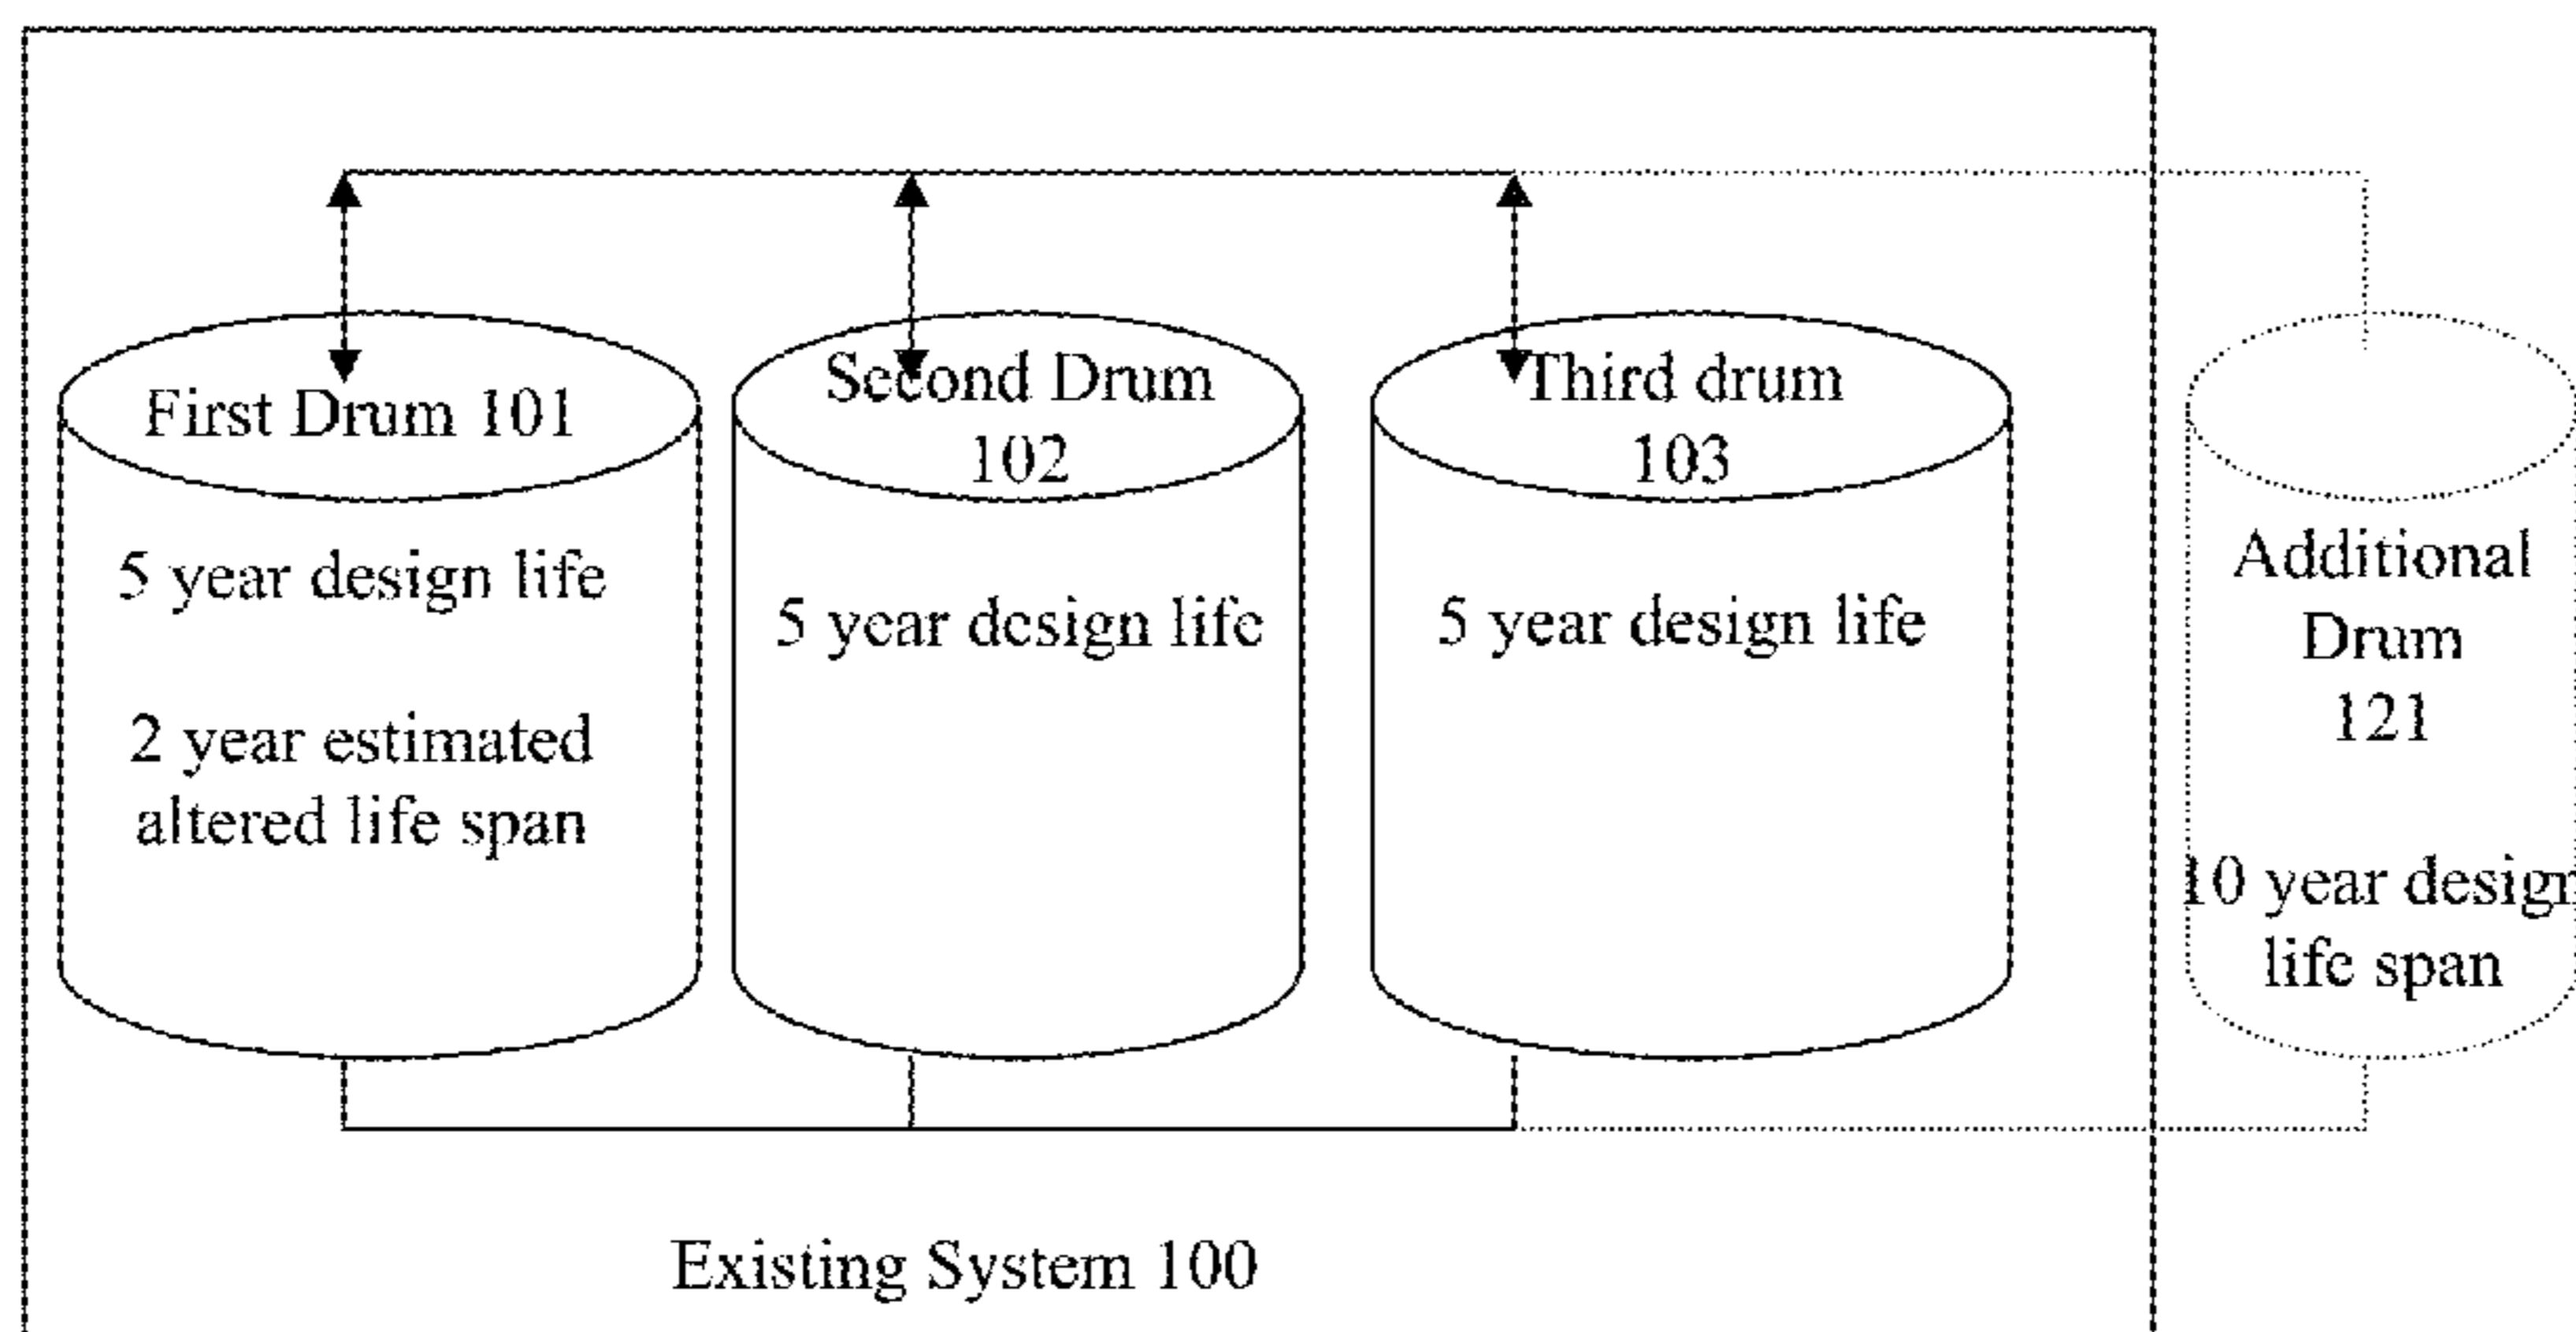 First Drum 101
5 year design life
2 year estimated
altered life span
Second Drum
102
5 year design life
Third drum
103
5 year design life
Additional
Drum
121
10 year design
life span
Existing System 100